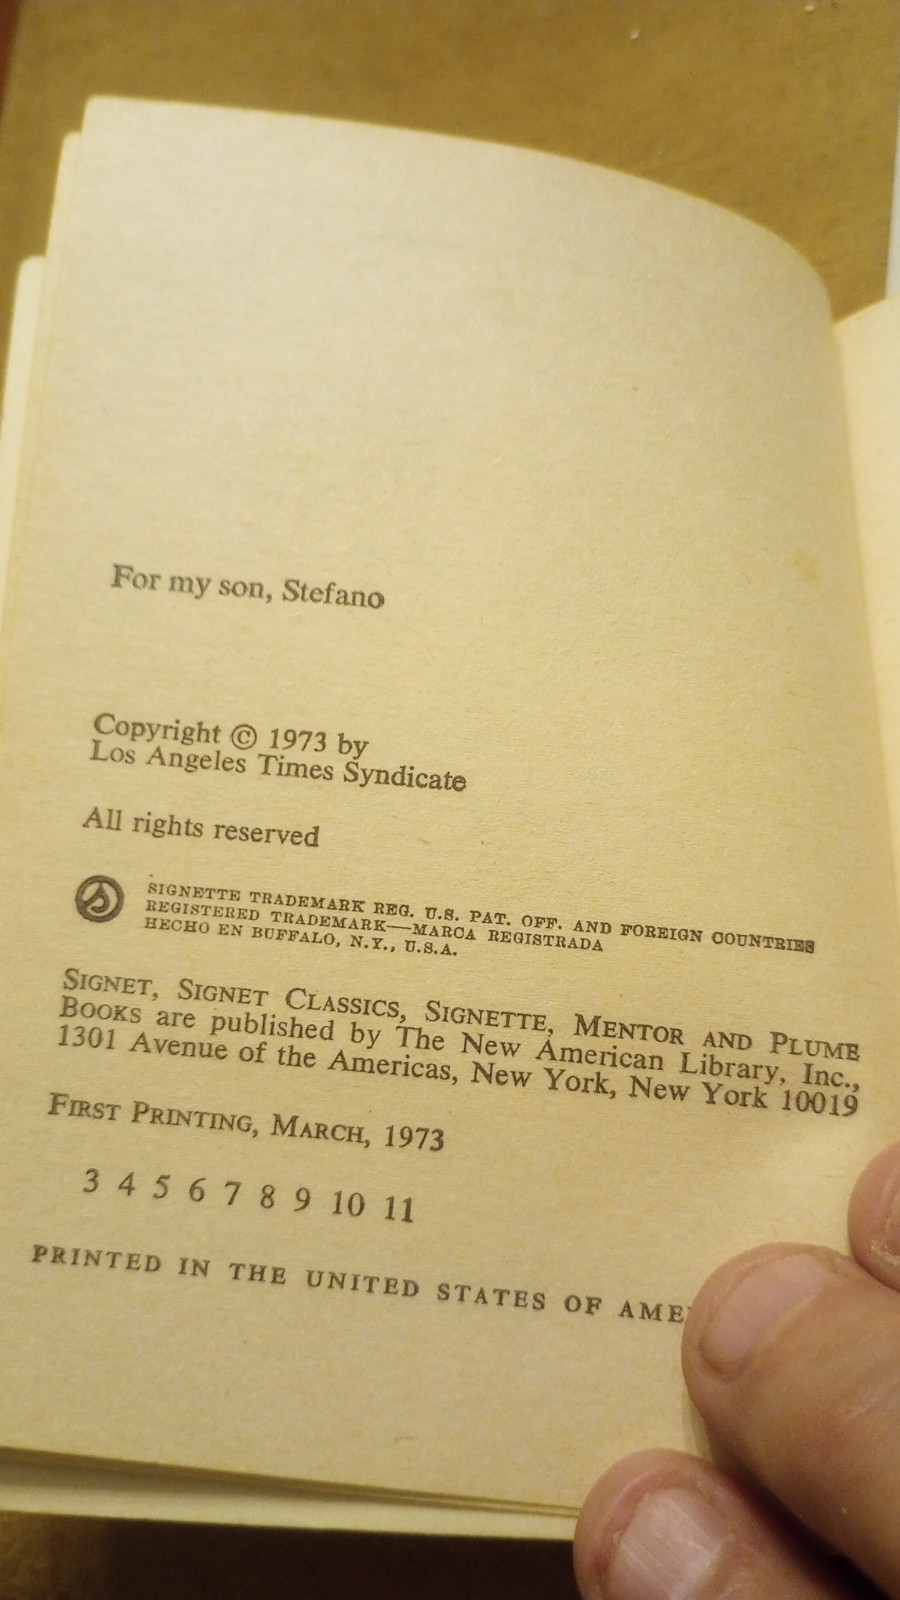 For my son, Stefano
Copyright © 1973 by
Los Angeles Times Syndicate
All rights reserved
SIGNETTE TRADEMARK REG. U.S. PAT. OFF. AND FOREIGN COUNTRIES
REGISTERED TRADEMARK—MARCA REGISTRADA
HECHO EN BUFFALO, N.Y., U.S.A.
SIGNET, SIGNET CLASSICS, SIGNETTE, MENTOR AND PLUME
BOOKS are published by The New American Library, Inc.,
1301 Avenue of the Americas, New York, New York 10019
FIRST PRINTING, MARCH, 1973
3 4 5 6 7 8 9 10 11
PRINTED IN THE UNITED STATES OF AME